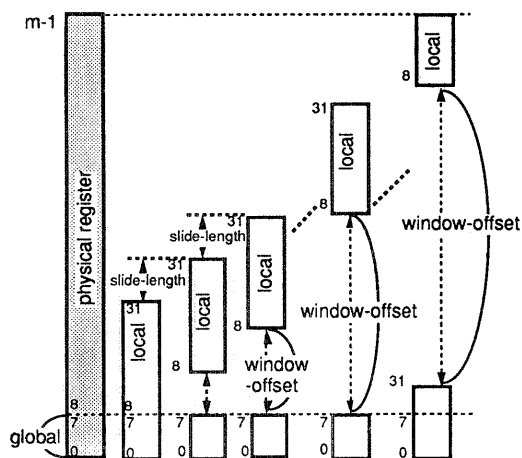 m-1
local
8
31
local
8
31
slide-length
local
8
31
slide-length
local
8
31
local
8
physical register
8
7
0
global
window-offset
window-offset
window
-offset
31
7
0
7
0
7
0
7
0
7
0